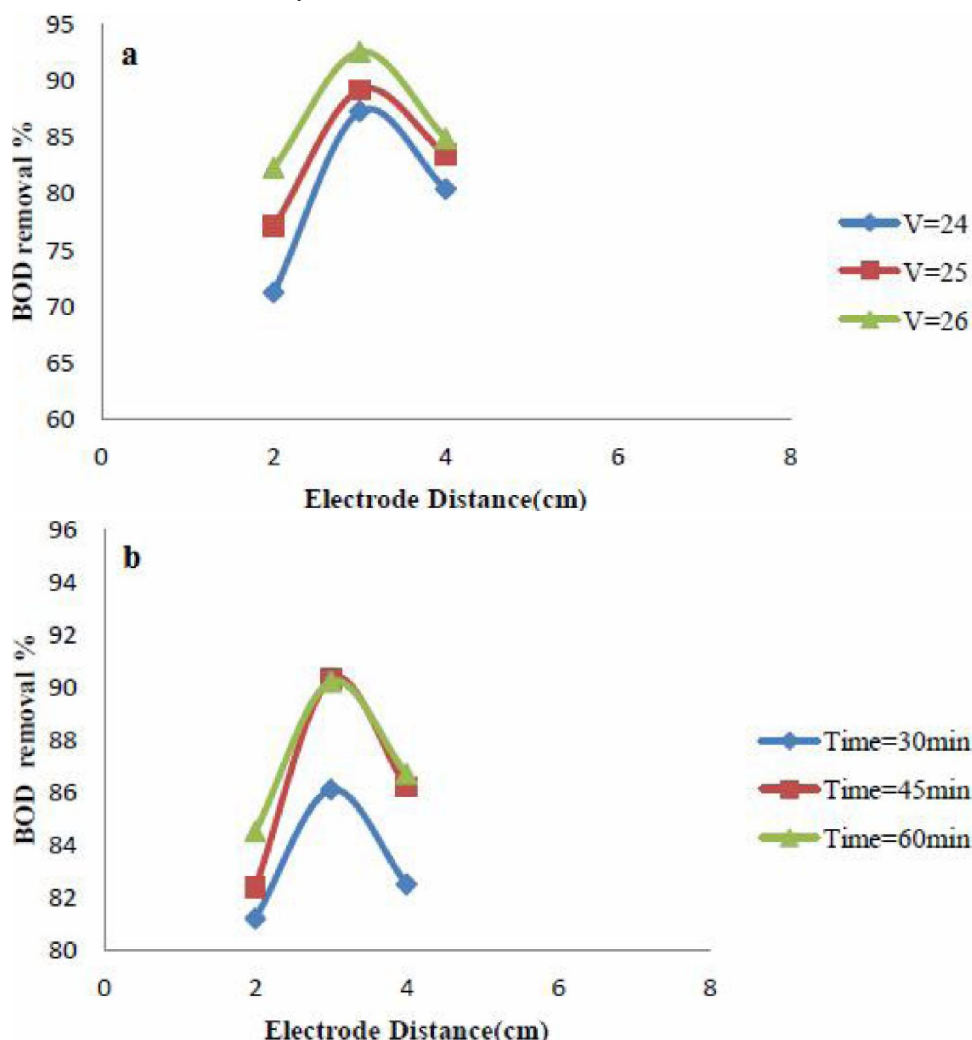 95
a
90
85
80
75
70
65
60
BOD removal %
V=24
V=25
V=26
0 2 4 6 8
Electrode Distance(cm)
96
b
94
92
90
88
86
84
82
80
BOD removal %
Time=30min
Time=45min
Time=60min
0 2 4 6 8
Electrode Distance(cm)